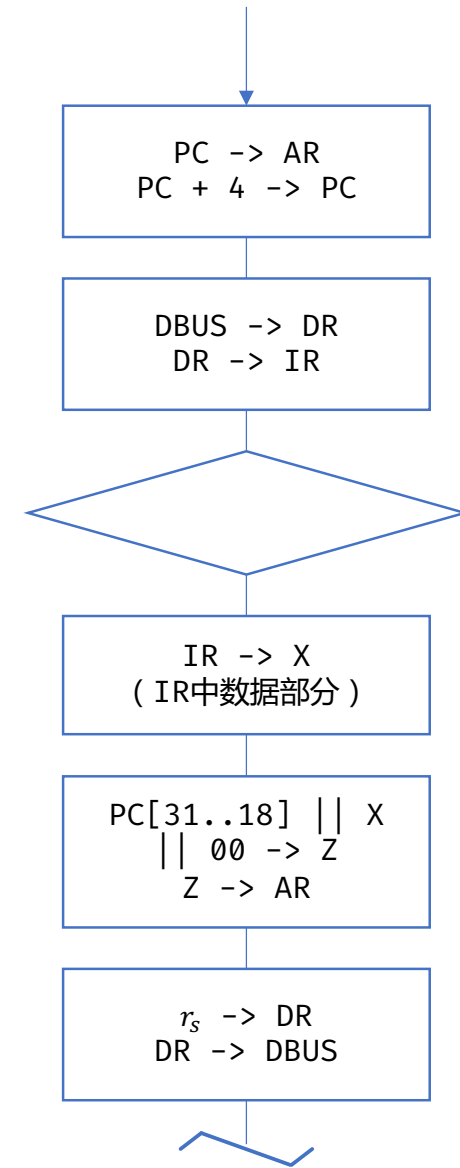 PC -> AR
PC + 4 -> PC
DBUS -> DR
DR -> IR
IR -> X
(IR中数据部分)
PC[31..18] || X
|| 00 -> Z
Z -> AR
rₛ -> DR
DR -> DBUS